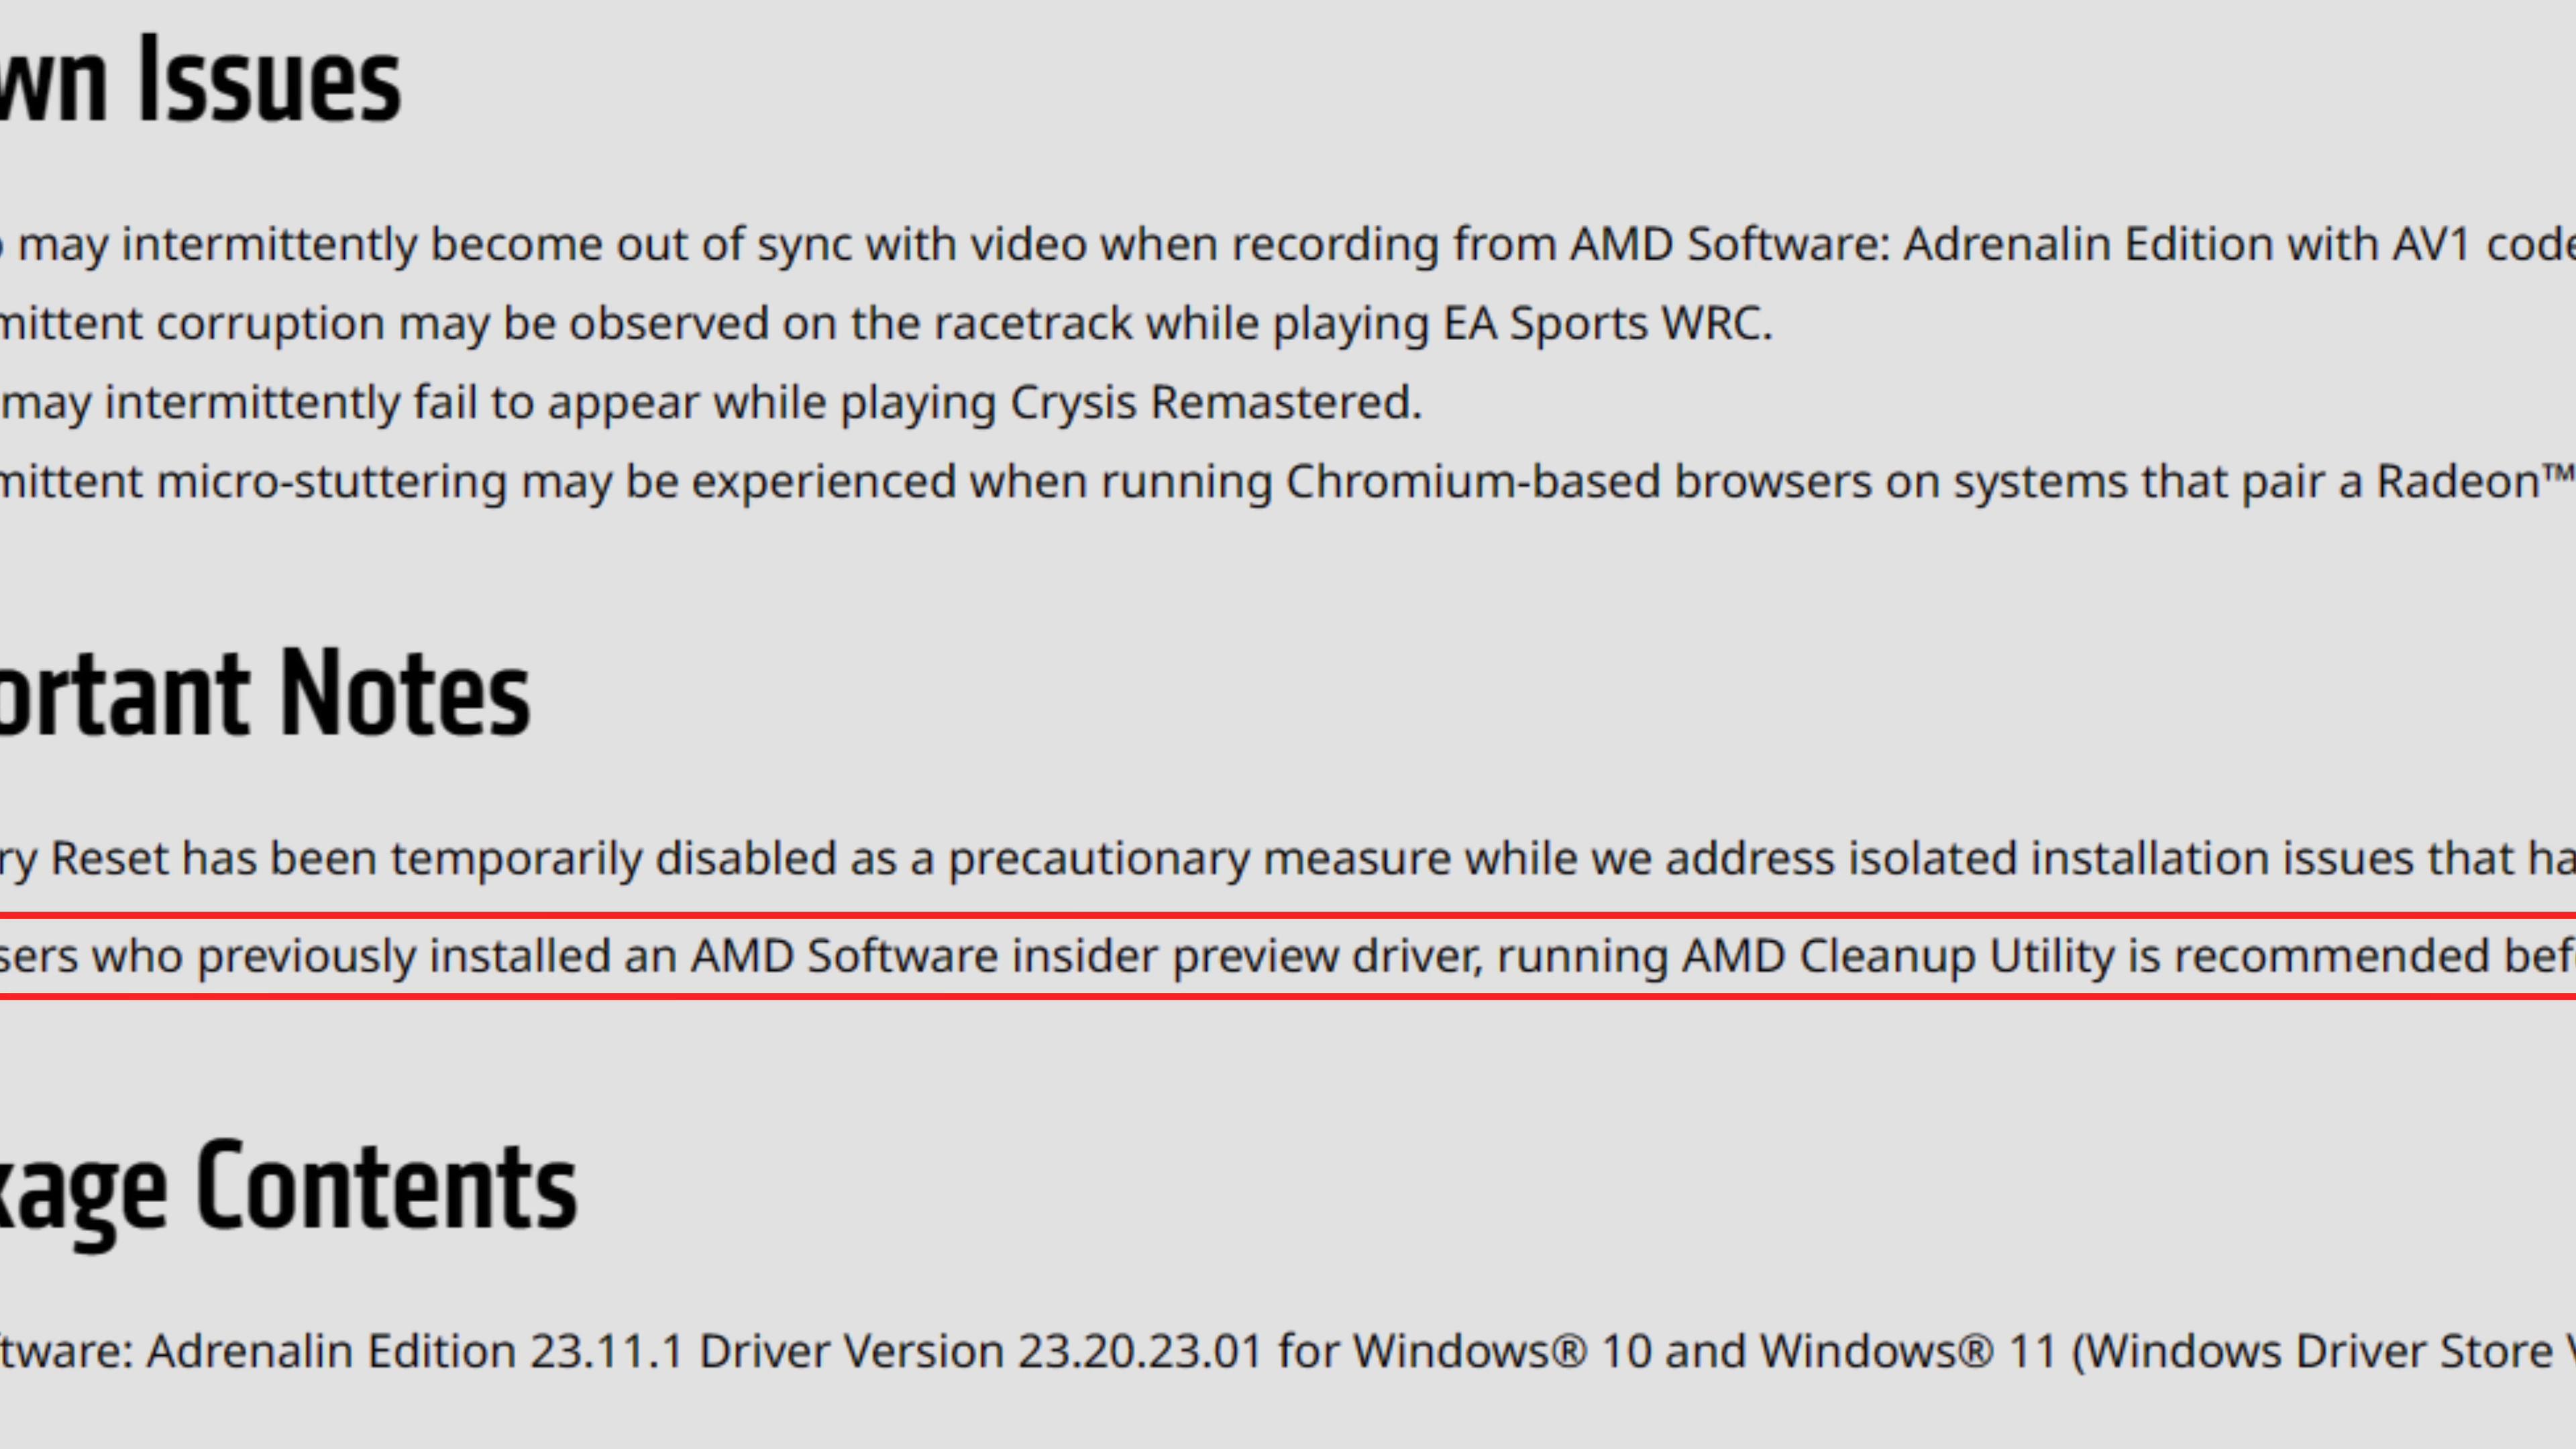 wn Issues
may intermittently become out of sync with video when recording from AMD Software: Adrenalin Edition with AV1 code
mittent corruption may be observed on the racetrack while playing EA Sports WRC.
may intermittently fail to appear while playing Crysis Remastered.
mittent micro-stuttering may be experienced when running Chromium-based browsers on systems that pair a Radeon™
ortant Notes
ry Reset has been temporarily disabled as a precautionary measure while we address isolated installation issues that ha
sers who previously installed an AMD Software insider preview driver, running AMD Cleanup Utility is recommended bef
kage Contents
tware: Adrenalin Edition 23.11.1 Driver Version 23.20.23.01 for Windows® 10 and Windows® 11 (Windows Driver Store V